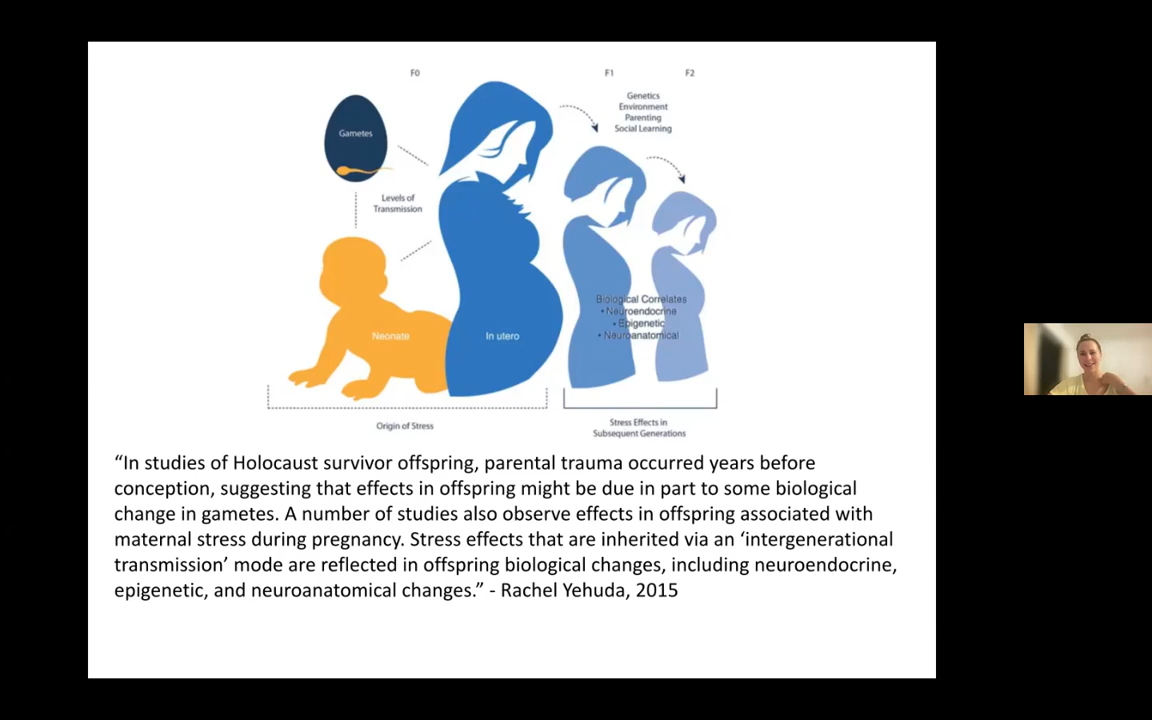 F0
F1
F2
Genetics
Environment
Parenting
Social Learning
Gametes
Levels of
Transmission
Biological Correlates
• Neuroendocrine
• Epigenetic
• Neuroanatomical
Neonate
In utero
Origin of Stress
Stress Effects in
Subsequent Generations
“In studies of Holocaust survivor offspring, parental trauma occurred years before
conception, suggesting that effects in offspring might be due in part to some biological
change in gametes. A number of studies also observe effects in offspring associated with
maternal stress during pregnancy. Stress effects that are inherited via an ‘intergenerational
transmission’ mode are reflected in offspring biological changes, including neuroendocrine,
epigenetic, and neuroanatomical changes.” - Rachel Yehuda, 2015